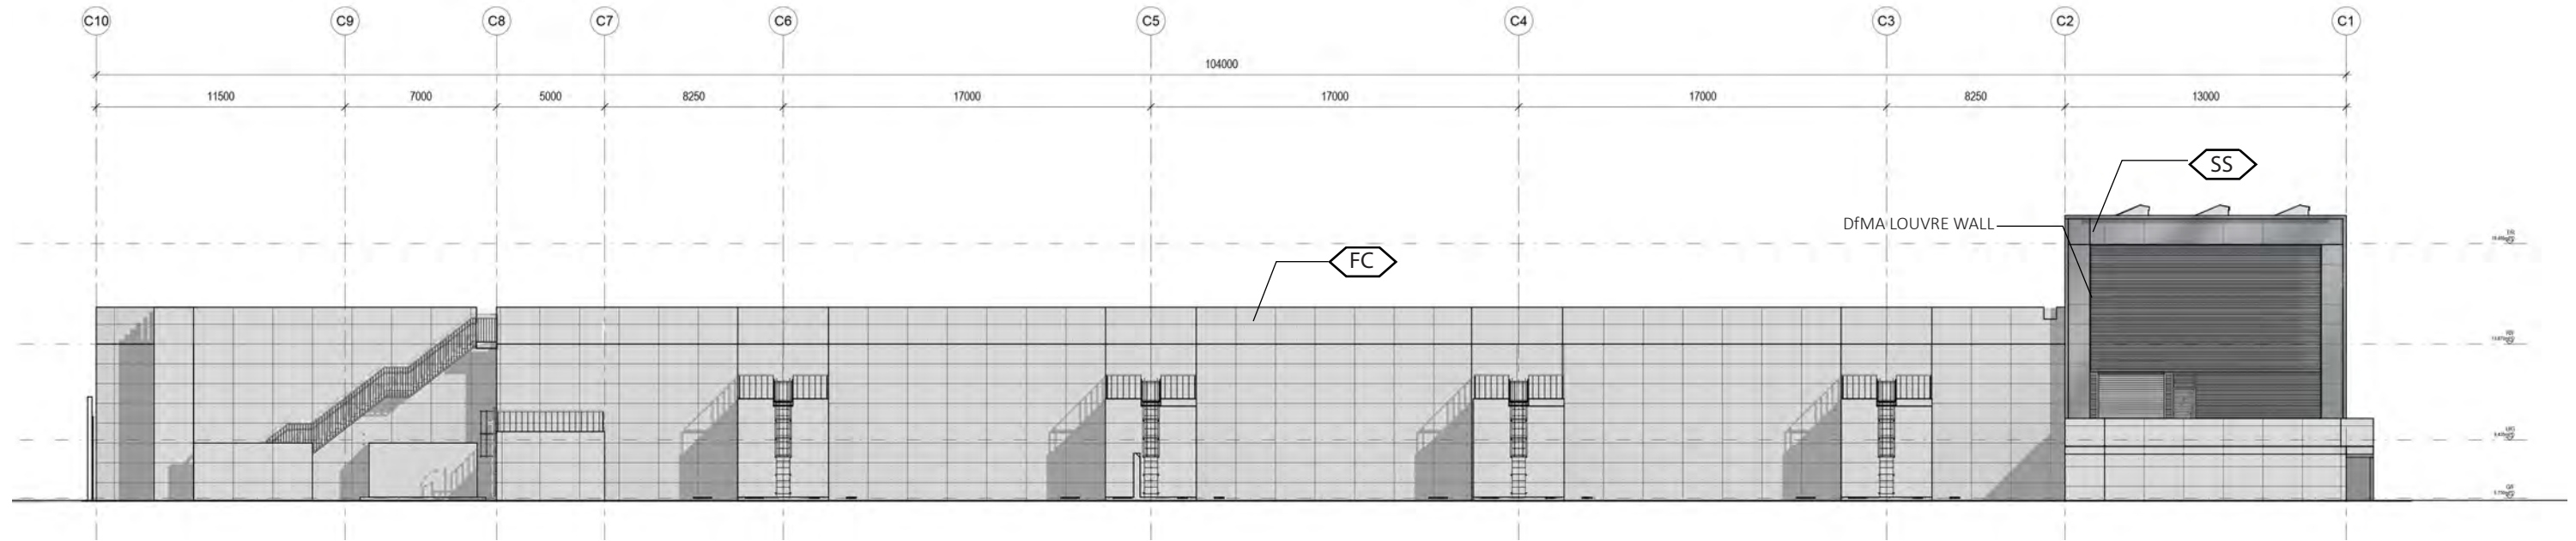 C10 C9 C8 C7 C6 C5 C4 C3 C2 C1
104000
11500 7000 5000 8250 17000 17000 17000 8250 13000
SS
DfMA LOUVRE WALL
FC